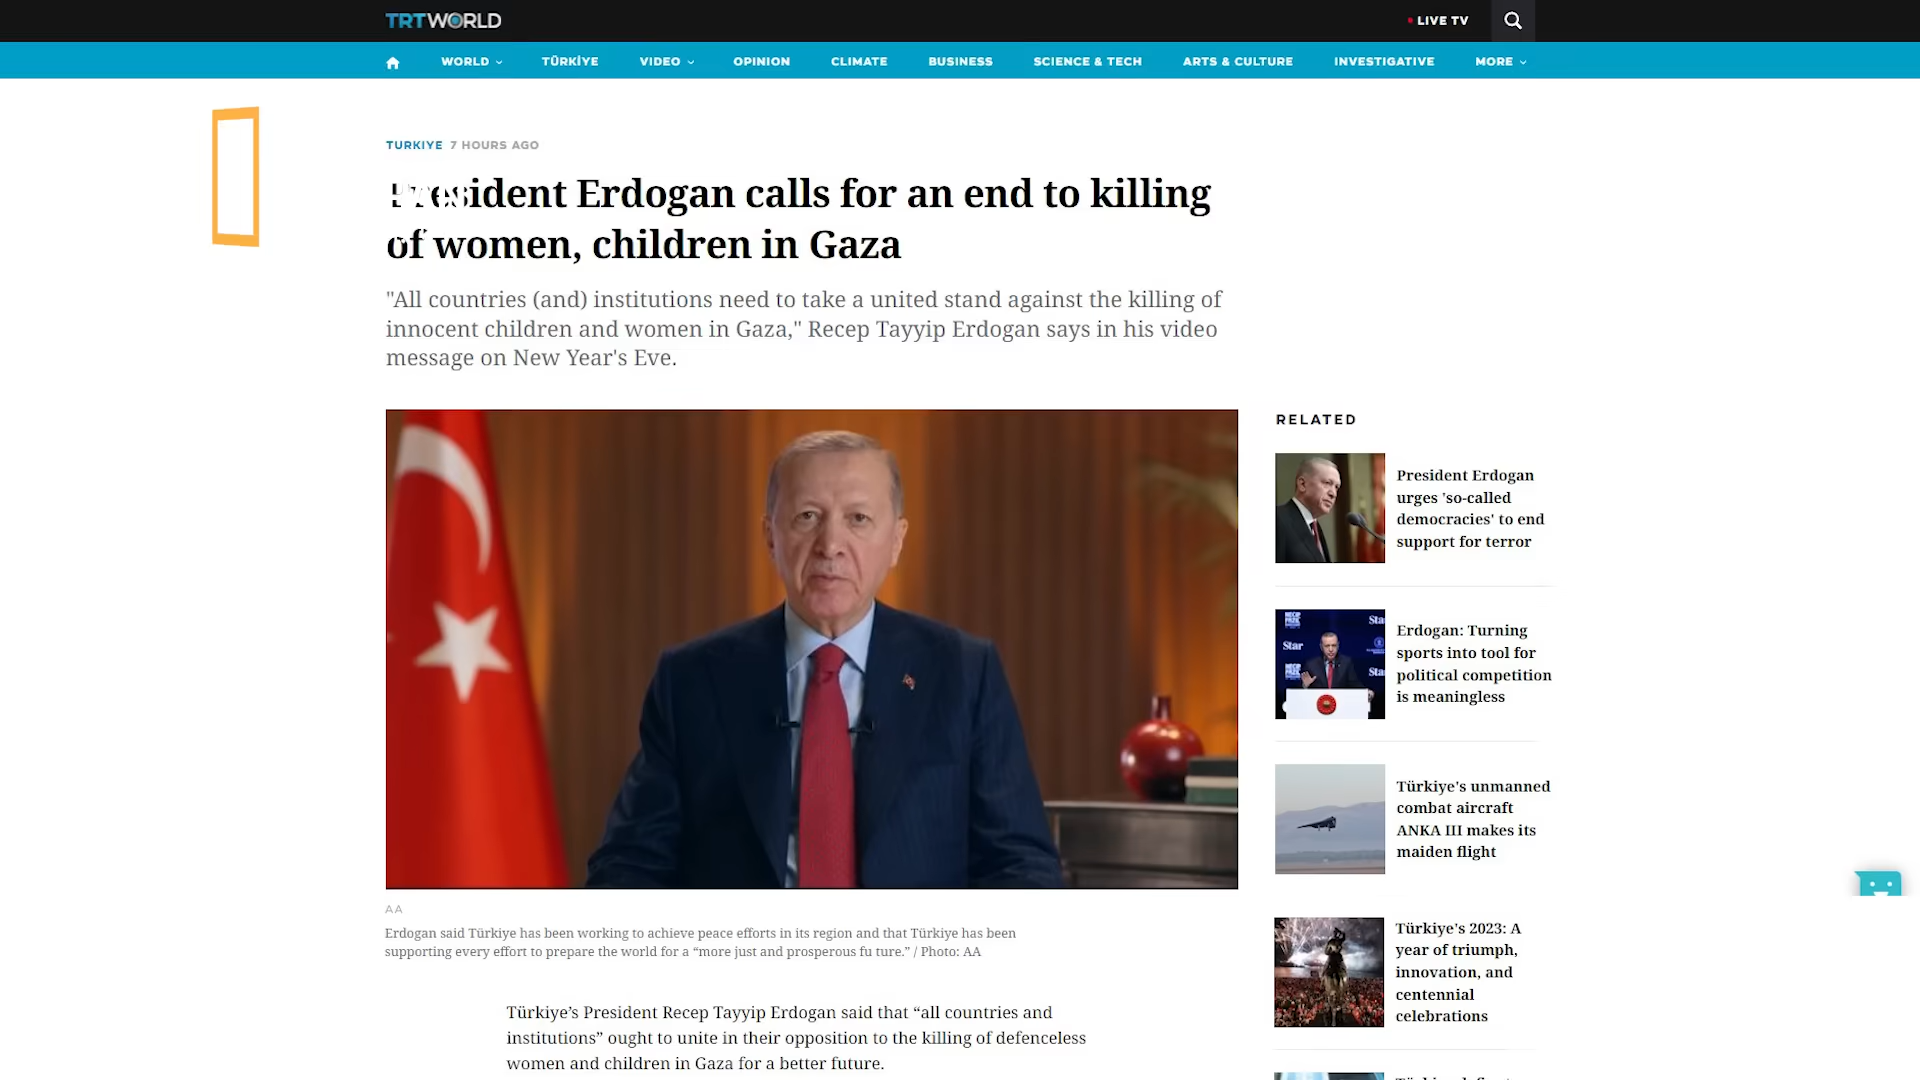 TRTWORLD
LIVE TV
WORLD
TÜRKİYE
VIDEO
OPINION
CLIMATE
BUSINESS
SCIENCE & TECH
ARTS & CULTURE
INVESTIGATIVE
MORE
TURKIYE 7 HOURS AGO
President Erdogan calls for an end to killing
of women, children in Gaza
"All countries (and) institutions need to take a united stand against the killing of
innocent children and women in Gaza," Recep Tayyip Erdogan says in his video
message on New Year's Eve.
AA
Erdogan said Türkiye has been working to achieve peace efforts in its region and that Türkiye has been
supporting every effort to prepare the world for a “more just and prosperous fu ture.” / Photo: AA
Türkiye’s President Recep Tayyip Erdogan said that “all countries and
institutions” ought to unite in their opposition to the killing of defenceless
women and children in Gaza for a better future.
RELATED
President Erdogan
urges 'so-called
democracies' to end
support for terror
Star
Erdogan: Turning
sports into tool for
political competition
is meaningless
Türkiye's unmanned
combat aircraft
ANKA III makes its
maiden flight
Türkiye's 2023: A
year of triumph,
innovation, and
centennial
celebrations